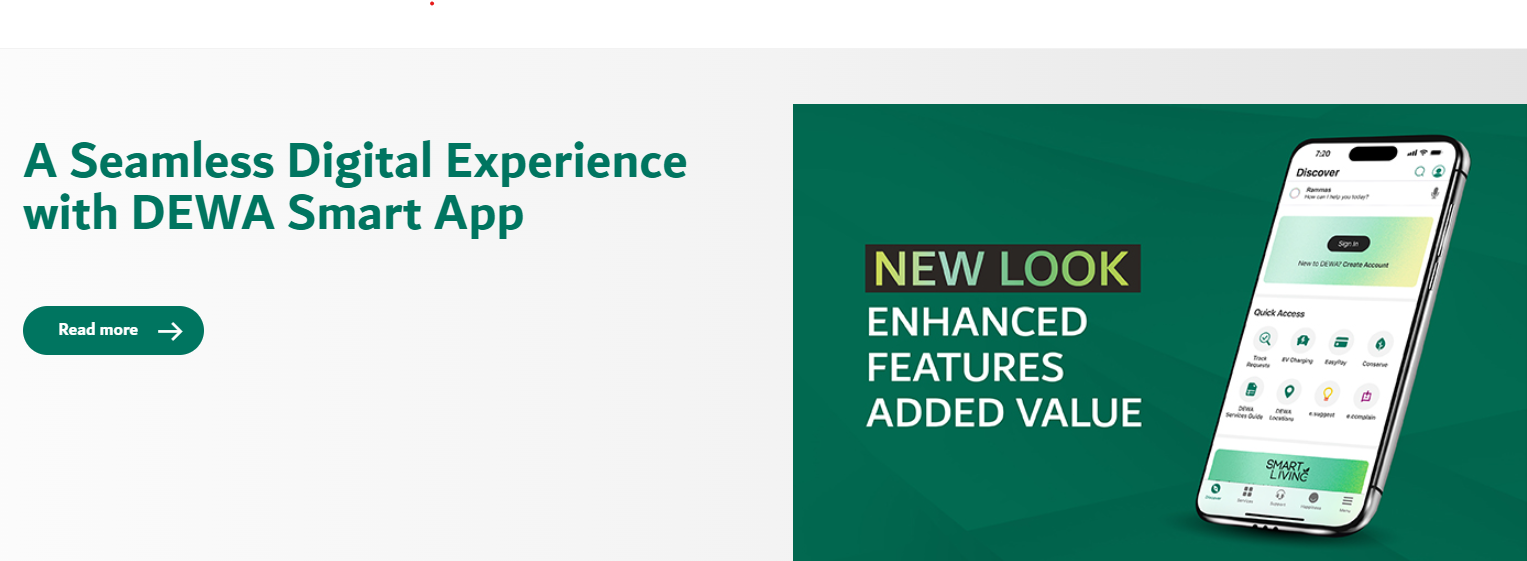 A Seamless Digital Experience
with DEWA Smart App
Read more
NEW LOOK
ENHANCED
FEATURES
ADDED VALUE
7:20
Discover
Rammas
How can I help you today?
Sign In
New to DEWA? Create Account
Quick Access
Track
Requests
EV Charging
EasyPay
Conserve
DEWA
Services Guide
DEWA
Locations
e.suggest
e.complain
SMART
LIVING
Discover
Services
Support
Happiness
Menu